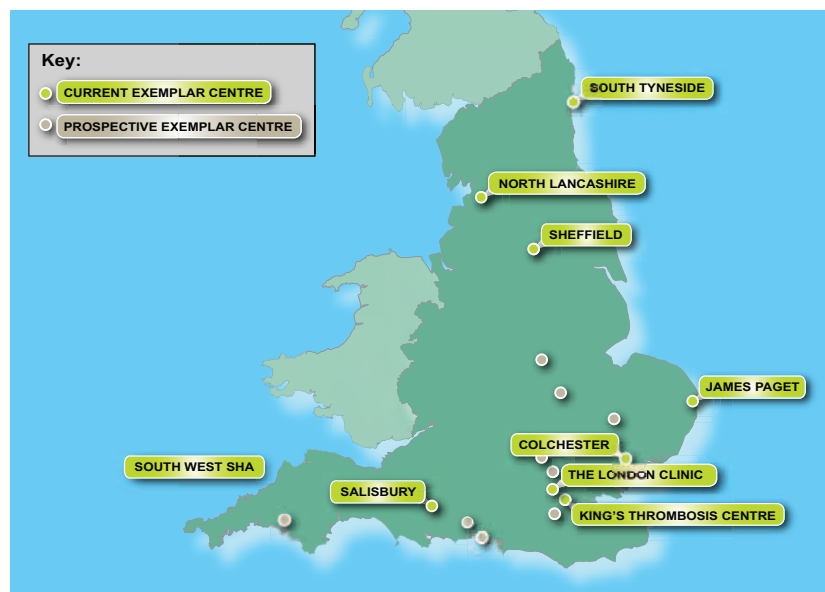 Key:
CURRENT EXEMPLAR CENTRE
PROSPECTIVE EXEMPLAR CENTRE
SOUTH TYNESIDE
NORTH LANCASHIRE
SHEFFIELD
JAMES PAGET
COLCHESTER
SOUTH WEST SHA
THE LONDON CLINIC
SALISBURY
KING'S THROMBOSIS CENTRE